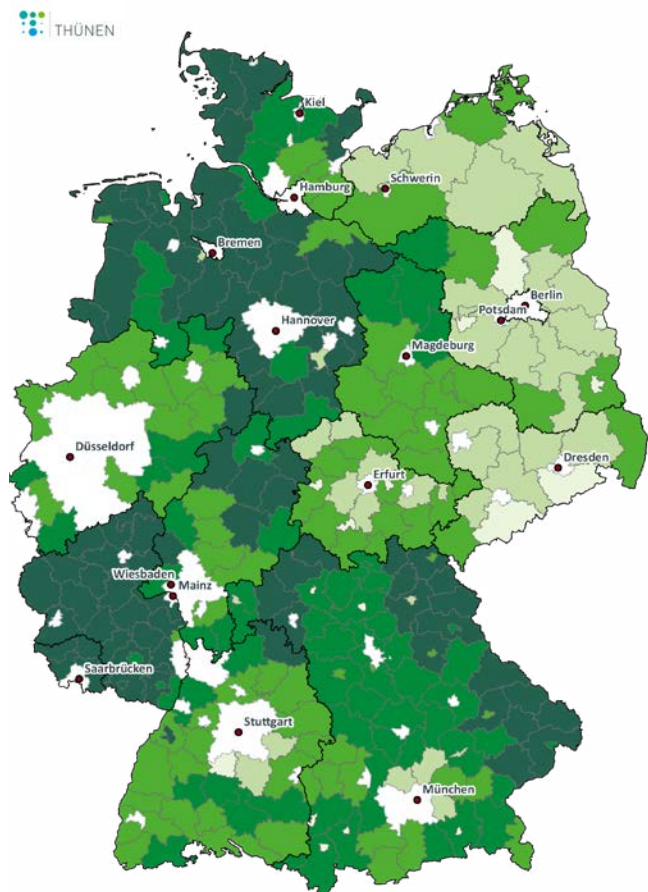 THÜNEN
Kiel
Hamburg
Schwerin
Bremen
Berlin
Potsdam
Hannover
Magdeburg
Düsseldorf
Erfurt
Dresden
Wiesbaden
Mainz
Saarbrücken
Stuttgart
München